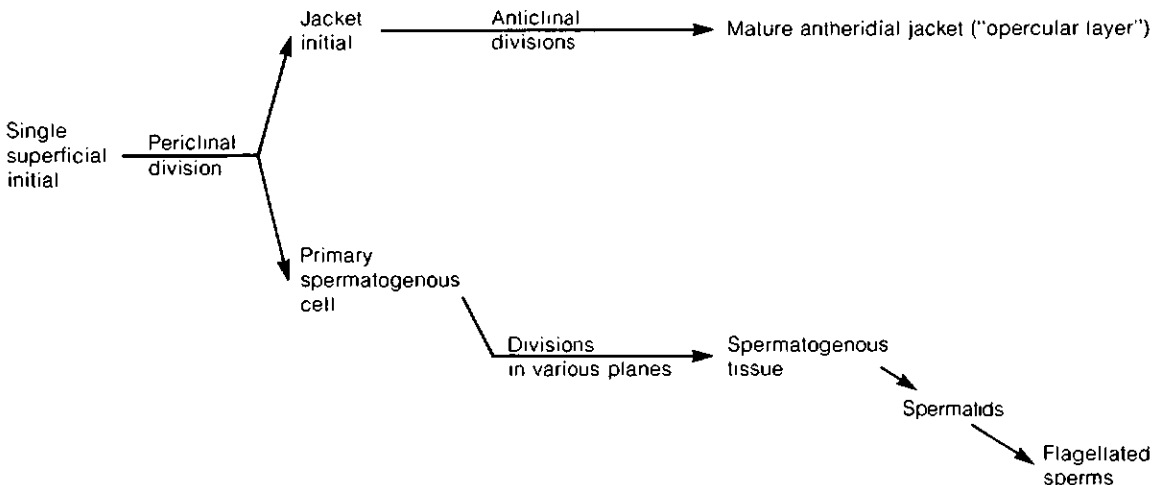 Jacket
initial
Anticlinal
divisions
Mature antheridial jacket ("opercular layer")
Single
superficial
initial
Periclinal
division
Primary
spermatogenous
cell
Divisions
in various planes
Spermatogenous
tissue
Spermatids
Flagellated
sperms